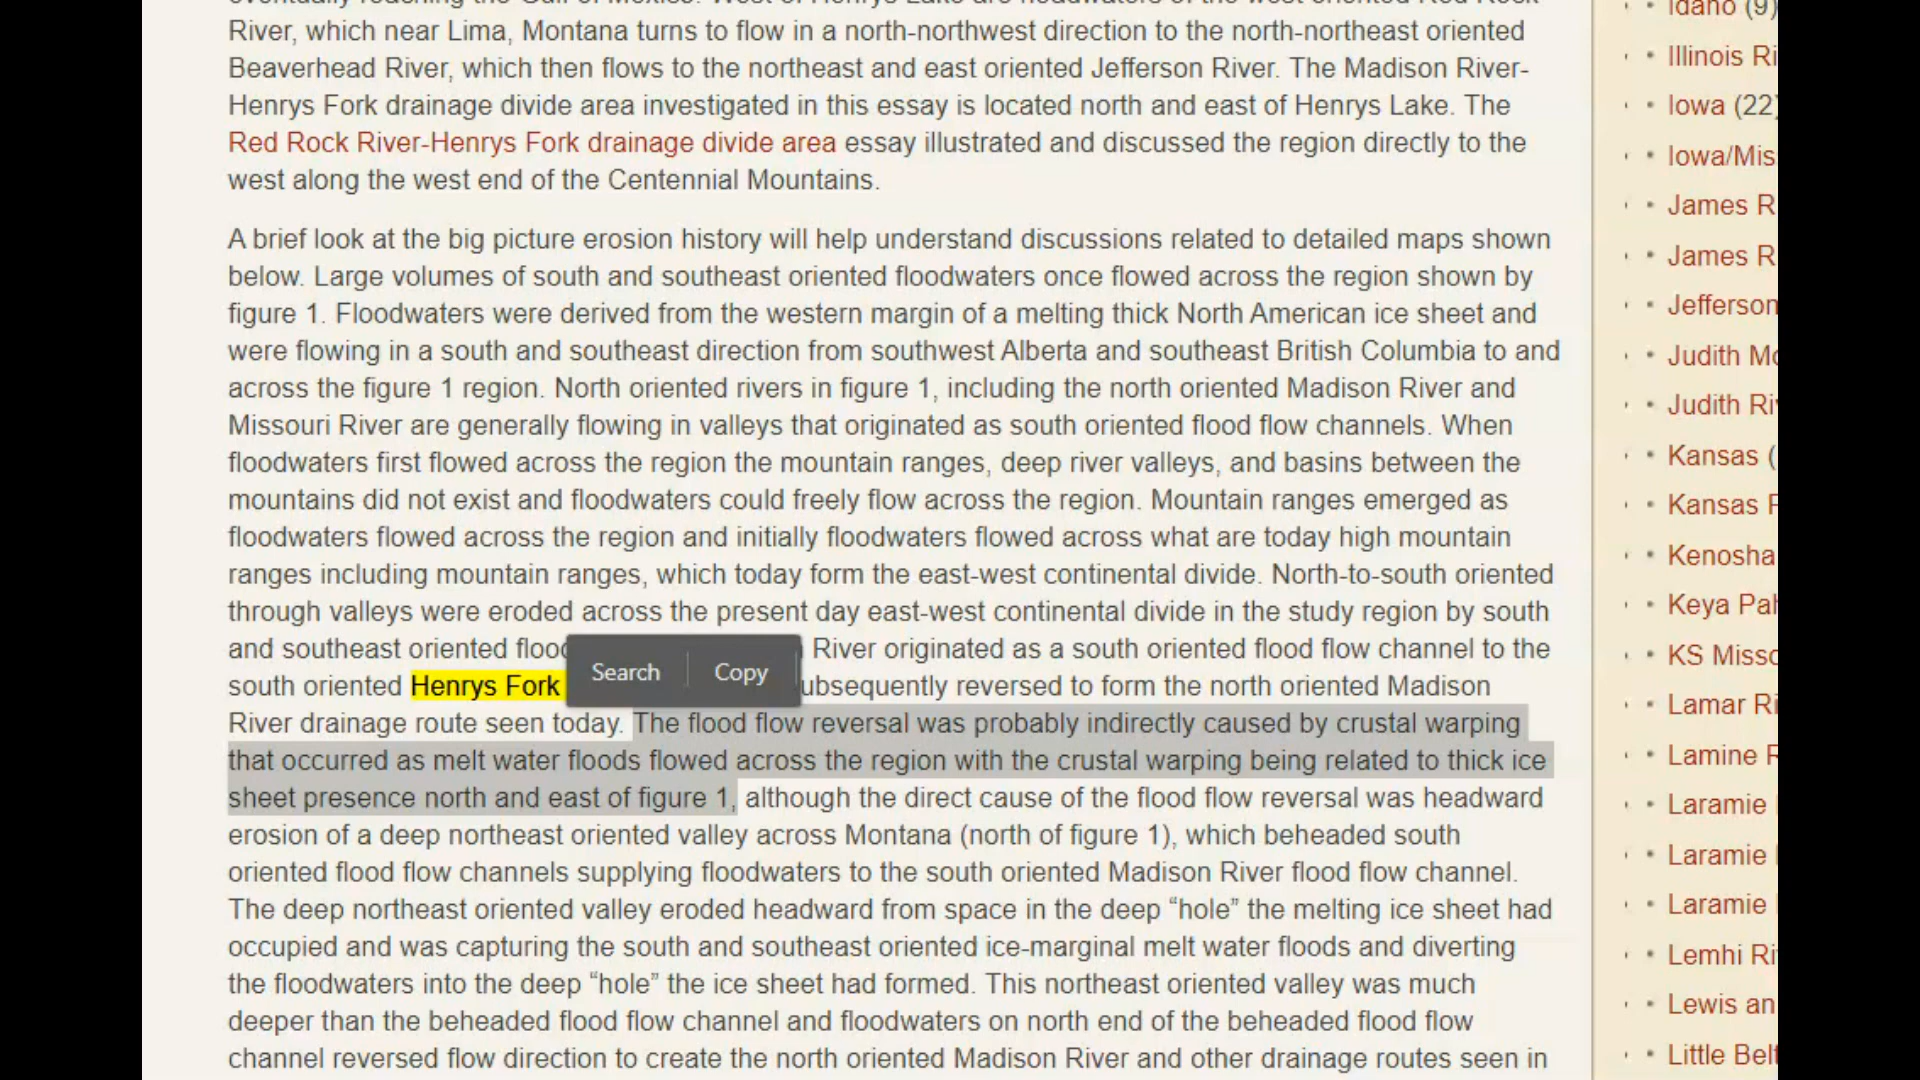 River, which near Lima, Montana turns to flow in a north-northwest direction to the north-northeast oriented
Beaverhead River, which then flows to the northeast and east oriented Jefferson River. The Madison River-
Henrys Fork drainage divide area investigated in this essay is located north and east of Henrys Lake. The
Red Rock River-Henrys Fork drainage divide area essay illustrated and discussed the region directly to the
west along the west end of the Centennial Mountains.
A brief look at the big picture erosion history will help understand discussions related to detailed maps shown
below. Large volumes of south and southeast oriented floodwaters once flowed across the region shown by
figure 1. Floodwaters were derived from the western margin of a melting thick North American ice sheet and
were flowing in a south and southeast direction from southwest Alberta and southeast British Columbia to and
across the figure 1 region. North oriented rivers in figure 1, including the north oriented Madison River and
Missouri River are generally flowing in valleys that originated as south oriented flood flow channels. When
floodwaters first flowed across the region the mountain ranges, deep river valleys, and basins between the
mountains did not exist and floodwaters could freely flow across the region. Mountain ranges emerged as
floodwaters flowed across the region and initially floodwaters flowed across what are today high mountain
ranges including mountain ranges, which today form the east-west continental divide. North-to-south oriented
through valleys were eroded across the present day east-west continental divide in the study region by south
and southeast oriented flood River originated as a south oriented flood flow channel to the
Search Copy
south oriented Henrys Fork ubsequently reversed to form the north oriented Madison
River drainage route seen today. The flood flow reversal was probably indirectly caused by crustal warping
that occurred as melt water floods flowed across the region with the crustal warping being related to thick ice
sheet presence north and east of figure 1, although the direct cause of the flood flow reversal was headward
erosion of a deep northeast oriented valley across Montana (north of figure 1), which beheaded south
oriented flood flow channels supplying floodwaters to the south oriented Madison River flood flow channel.
The deep northeast oriented valley eroded headward from space in the deep “hole” the melting ice sheet had
occupied and was capturing the south and southeast oriented ice-marginal melt water floods and diverting
the floodwaters into the deep “hole” the ice sheet had formed. This northeast oriented valley was much
deeper than the beheaded flood flow channel and floodwaters on north end of the beheaded flood flow
channel reversed flow direction to create the north oriented Madison River and other drainage routes seen in
Idaho (9)
Illinois Ri
Iowa (22)
Iowa/Mis
James R
James R
Jefferson
Judith Mo
Judith Riv
Kansas (
Kansas R
Kenosha
Keya Pah
KS Misso
Lamar Ri
Lamine R
Laramie
Laramie
Laramie
Lemhi Ri
Lewis an
Little Belt